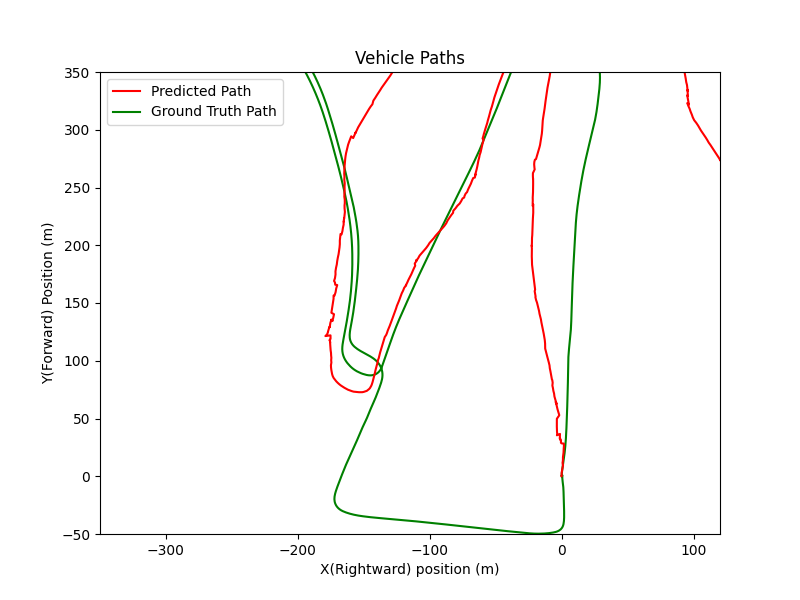 Vehicle Paths
Predicted Path
Ground Truth Path
Y(Forward) Position (m)
350
300
250
200
150
100
50
0
−50
−300
−200
−100
0
100
X(Rightward) position (m)